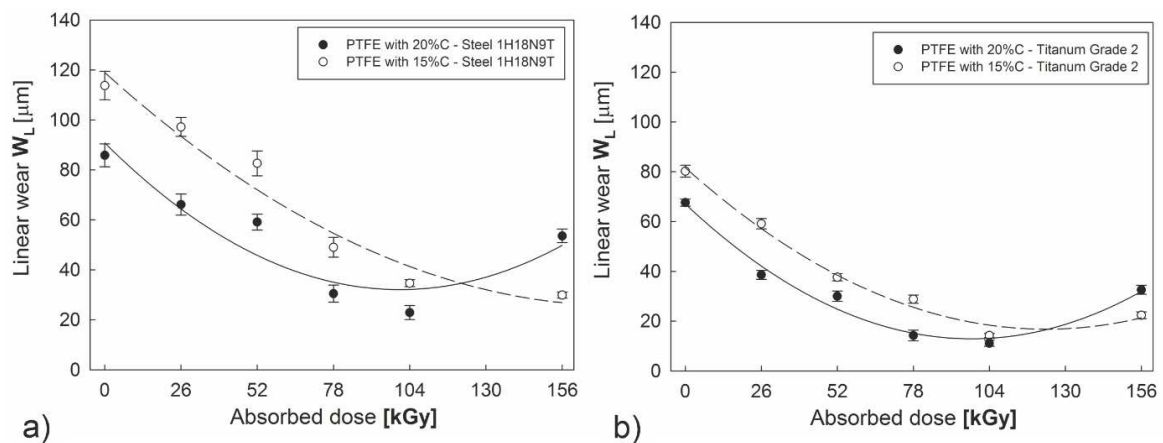 140
120
100
80
60
40
20
0
Linear wear W_L [μm]
PTFE with 20%C - Steel 1H18N9T
PTFE with 15%C - Steel 1H18N9T
0 26 52 78 104 130 156
Absorbed dose [kGy]
a)
140
120
100
80
60
40
20
0
Linear wear W_L [μm]
PTFE with 20%C - Titanum Grade 2
PTFE with 15%C - Titanum Grade 2
0 26 52 78 104 130 156
Absorbed dose [kGy]
b)